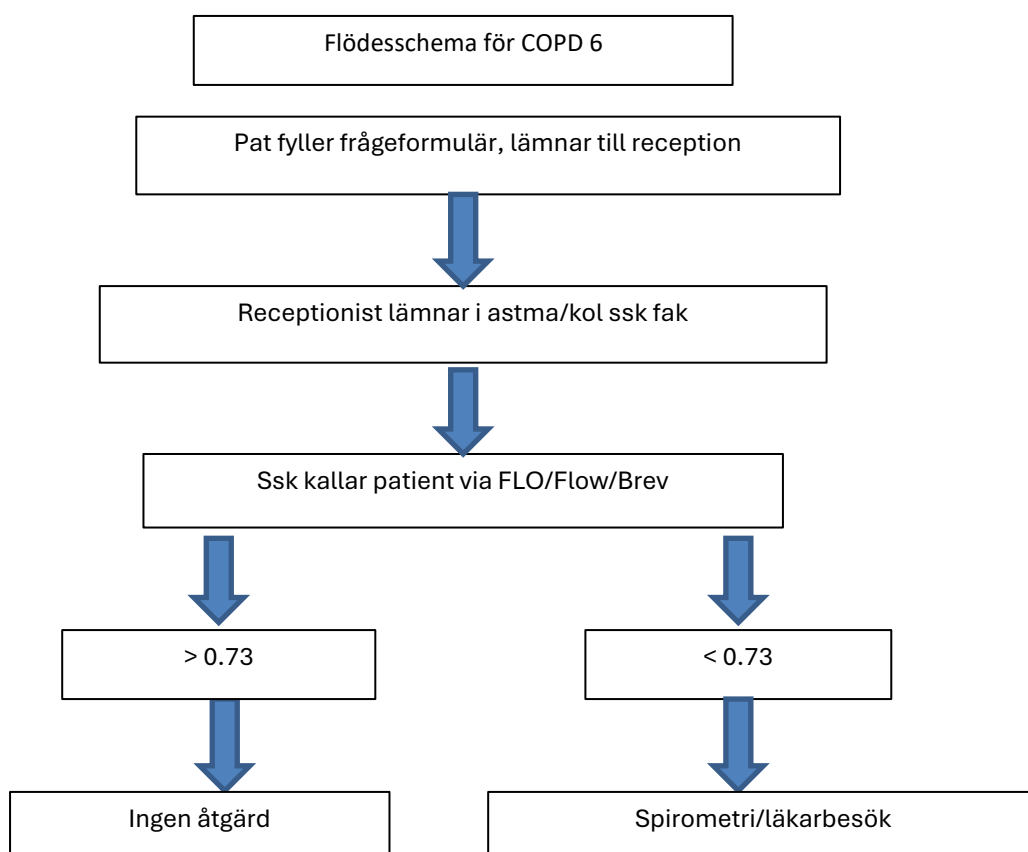 Flödesschema för COPD 6
Pat fyller frågeformulär, lämnar till reception
Receptionist lämnar i astma/kol ssk fak
Ssk kallar patient via FLO/Flow/Brev
> 0.73
< 0.73
Ingen åtgärd
Spirometri/läkarbesök